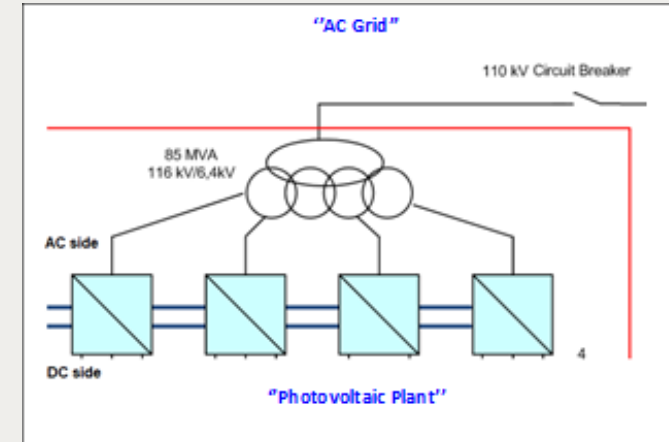 ‘‘AC Grid’’
110 kV Circuit Breaker
85 MVA
116 kV/6,4kV
AC side
4
DC side
‘‘Photovoltaic Plant’’